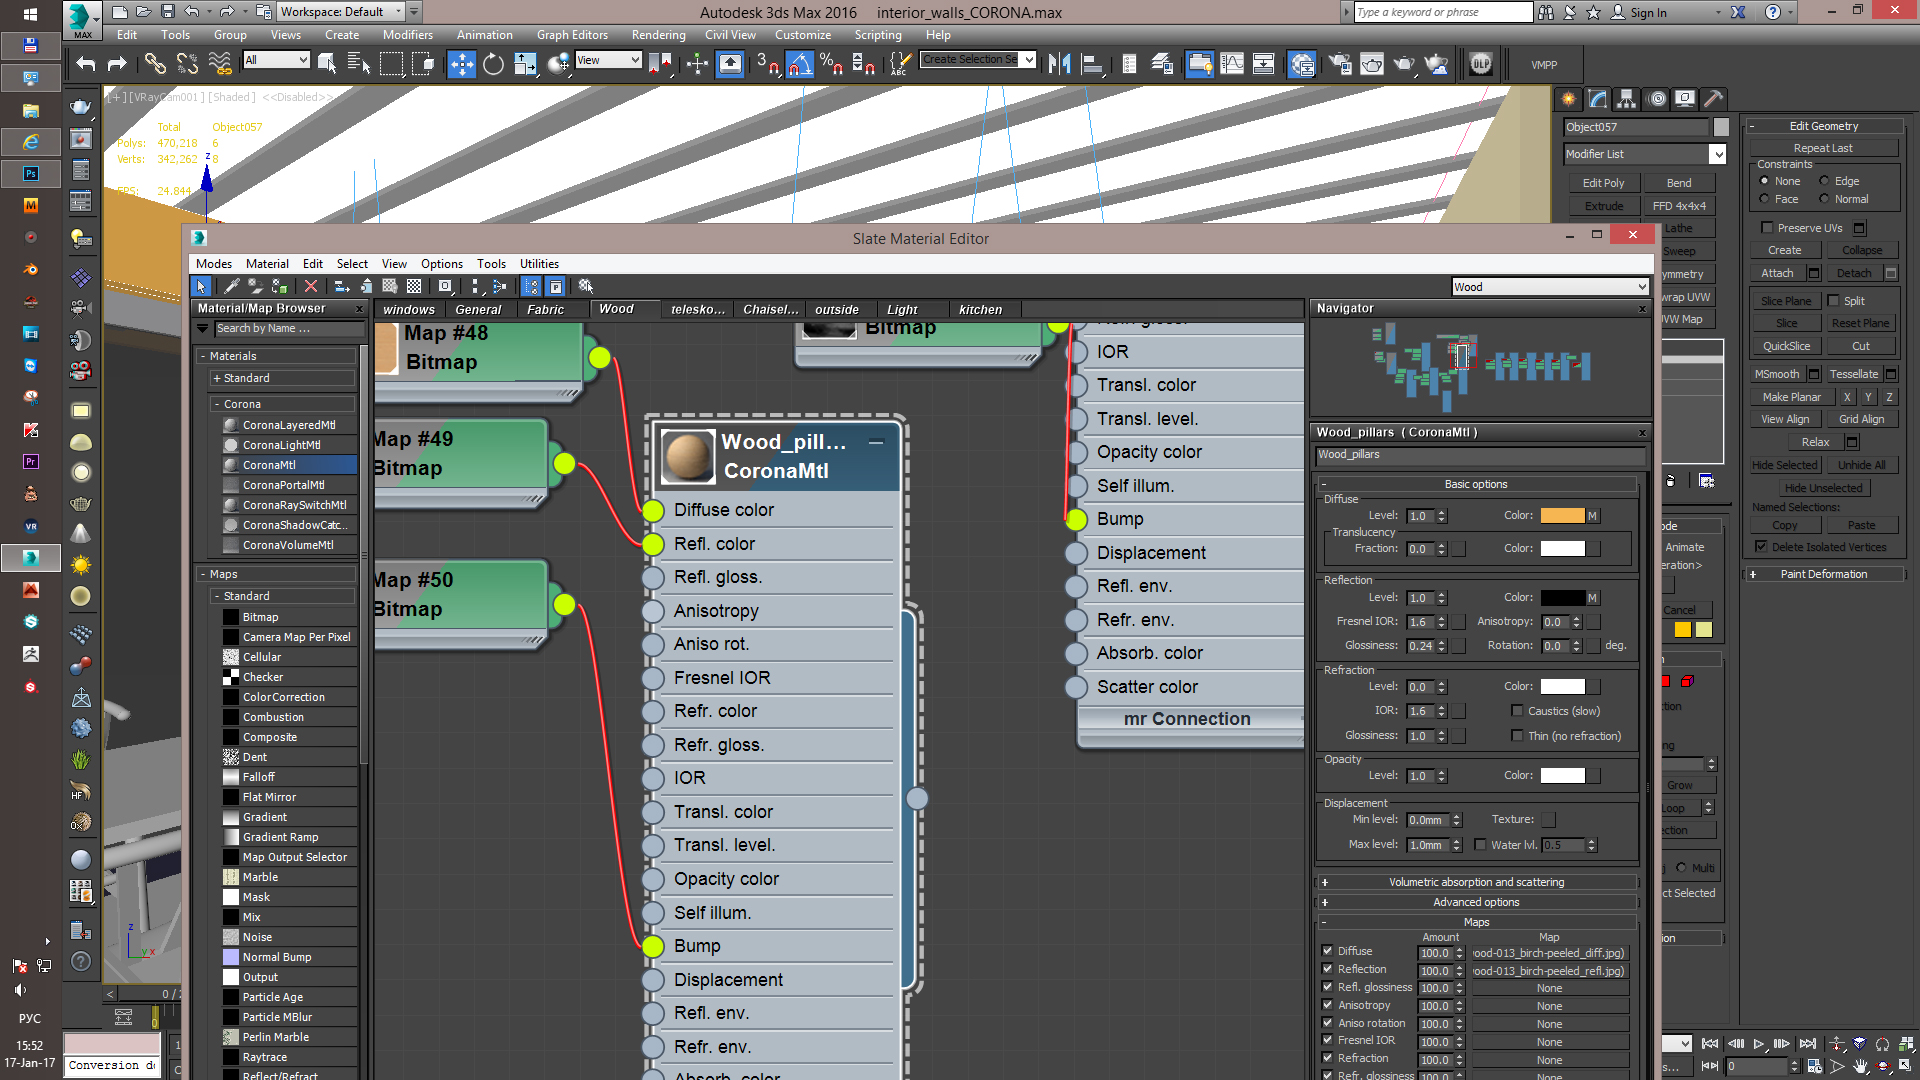 Workspace: Default
Autodesk 3ds Max 2016 interior_walls_CORONA.max
Type a keyword or phrase
Sign In
MAX
Edit Tools Group Views Create Modifiers Animation Graph Editors Rendering Civil View Customize Scripting Help
All
View
Create Selection Se
DLP
VMPP
[+] [VRayCam001] [Shaded] <<Disabled>>
Total Object057
Polys: 470,218 6
Verts: 342,262 8
FPS: 24.844
Z
Slate Material Editor
Modes Material Edit Select View Options Tools Utilities
Wood
Material/Map Browser
Search by Name ...
- Materials
+ Standard
- Corona
CoronaLayeredMtl
CoronaLightMtl
CoronaMtl
CoronaPortalMtl
CoronaRaySwitchMtl
CoronaShadowCatc...
CoronaVolumeMtl
- Maps
- Standard
Bitmap
Camera Map Per Pixel
Cellular
Checker
ColorCorrection
Combustion
Composite
Dent
Falloff
Flat Mirror
Gradient
Gradient Ramp
Map Output Selector
Marble
Mask
Mix
Noise
Normal Bump
Output
Particle Age
Particle MBlur
Perlin Marble
Raytrace
Reflect/Refract
windows General Fabric Wood telesko... Chaisel... outside Light kitchen
Map #48
Bitmap
Map #49
Bitmap
Map #50
Bitmap
Bitmap
Wood_pill...
CoronaMtl
Diffuse color
Refl. color
Refl. gloss.
Anisotropy
Aniso rot.
Fresnel IOR
Refr. color
Refr. gloss.
IOR
Transl. color
Transl. level.
Opacity color
Self illum.
Bump
Displacement
Refl. env.
Refr. env.
Absorb. color
IOR
Transl. color
Transl. level.
Opacity color
Self illum.
Bump
Displacement
Refl. env.
Refr. env.
Absorb. color
Scatter color
mr Connection
Navigator
Wood_pillars ( CoronaMtl )
Wood_pillars
- Basic options
Diffuse
Level: 1.0 Color: M
Translucency
Fraction: 0.0 Color:
Reflection
Level: 1.0 Color: M
Fresnel IOR: 1.6 Anisotropy: 0.0
Glossiness: 0.24 Rotation: 0.0 deg.
Refraction
Level: 0.0 Color:
IOR: 1.6 Caustics (slow)
Glossiness: 1.0 Thin (no refraction)
Opacity
Level: 1.0 Color:
Displacement
Min level: 0.0mm Texture:
Max level: 1.0mm Water lvl. 0.5
+ Volumetric absorption and scattering
+ Advanced options
- Maps
Amount Map
Diffuse 100.0 ood-013_birch-peeled_diff.jpg)
Reflection 100.0 ood-013_birch-peeled_refl.jpg)
Refl. glossiness 100.0 None
Anisotropy 100.0 None
Aniso rotation 100.0 None
Fresnel IOR 100.0 None
Refraction 100.0 None
Refr. glossiness 100.0 None
Object057
Modifier List
Edit Poly Bend
Extrude FFD 4x4x4
Lathe
Sweep
ymmetry
wrap UVW
VW Map
ode
Animate
eration>
Cancel
Grow
Loop
Multi
ct Selected
- Edit Geometry
Repeat Last
Constraints
None Edge
Face Normal
Preserve UVs
Create Collapse
Attach Detach
Slice Plane Split
Slice Reset Plane
QuickSlice Cut
MSmooth Tessellate
Make Planar X Y Z
View Align Grid Align
Relax
Hide Selected Unhide All
Hide Unselected
Named Selections:
Copy Paste
Delete Isolated Vertices
+ Paint Deformation
РУС
15:52
17-Jan-17
Conversion do
0